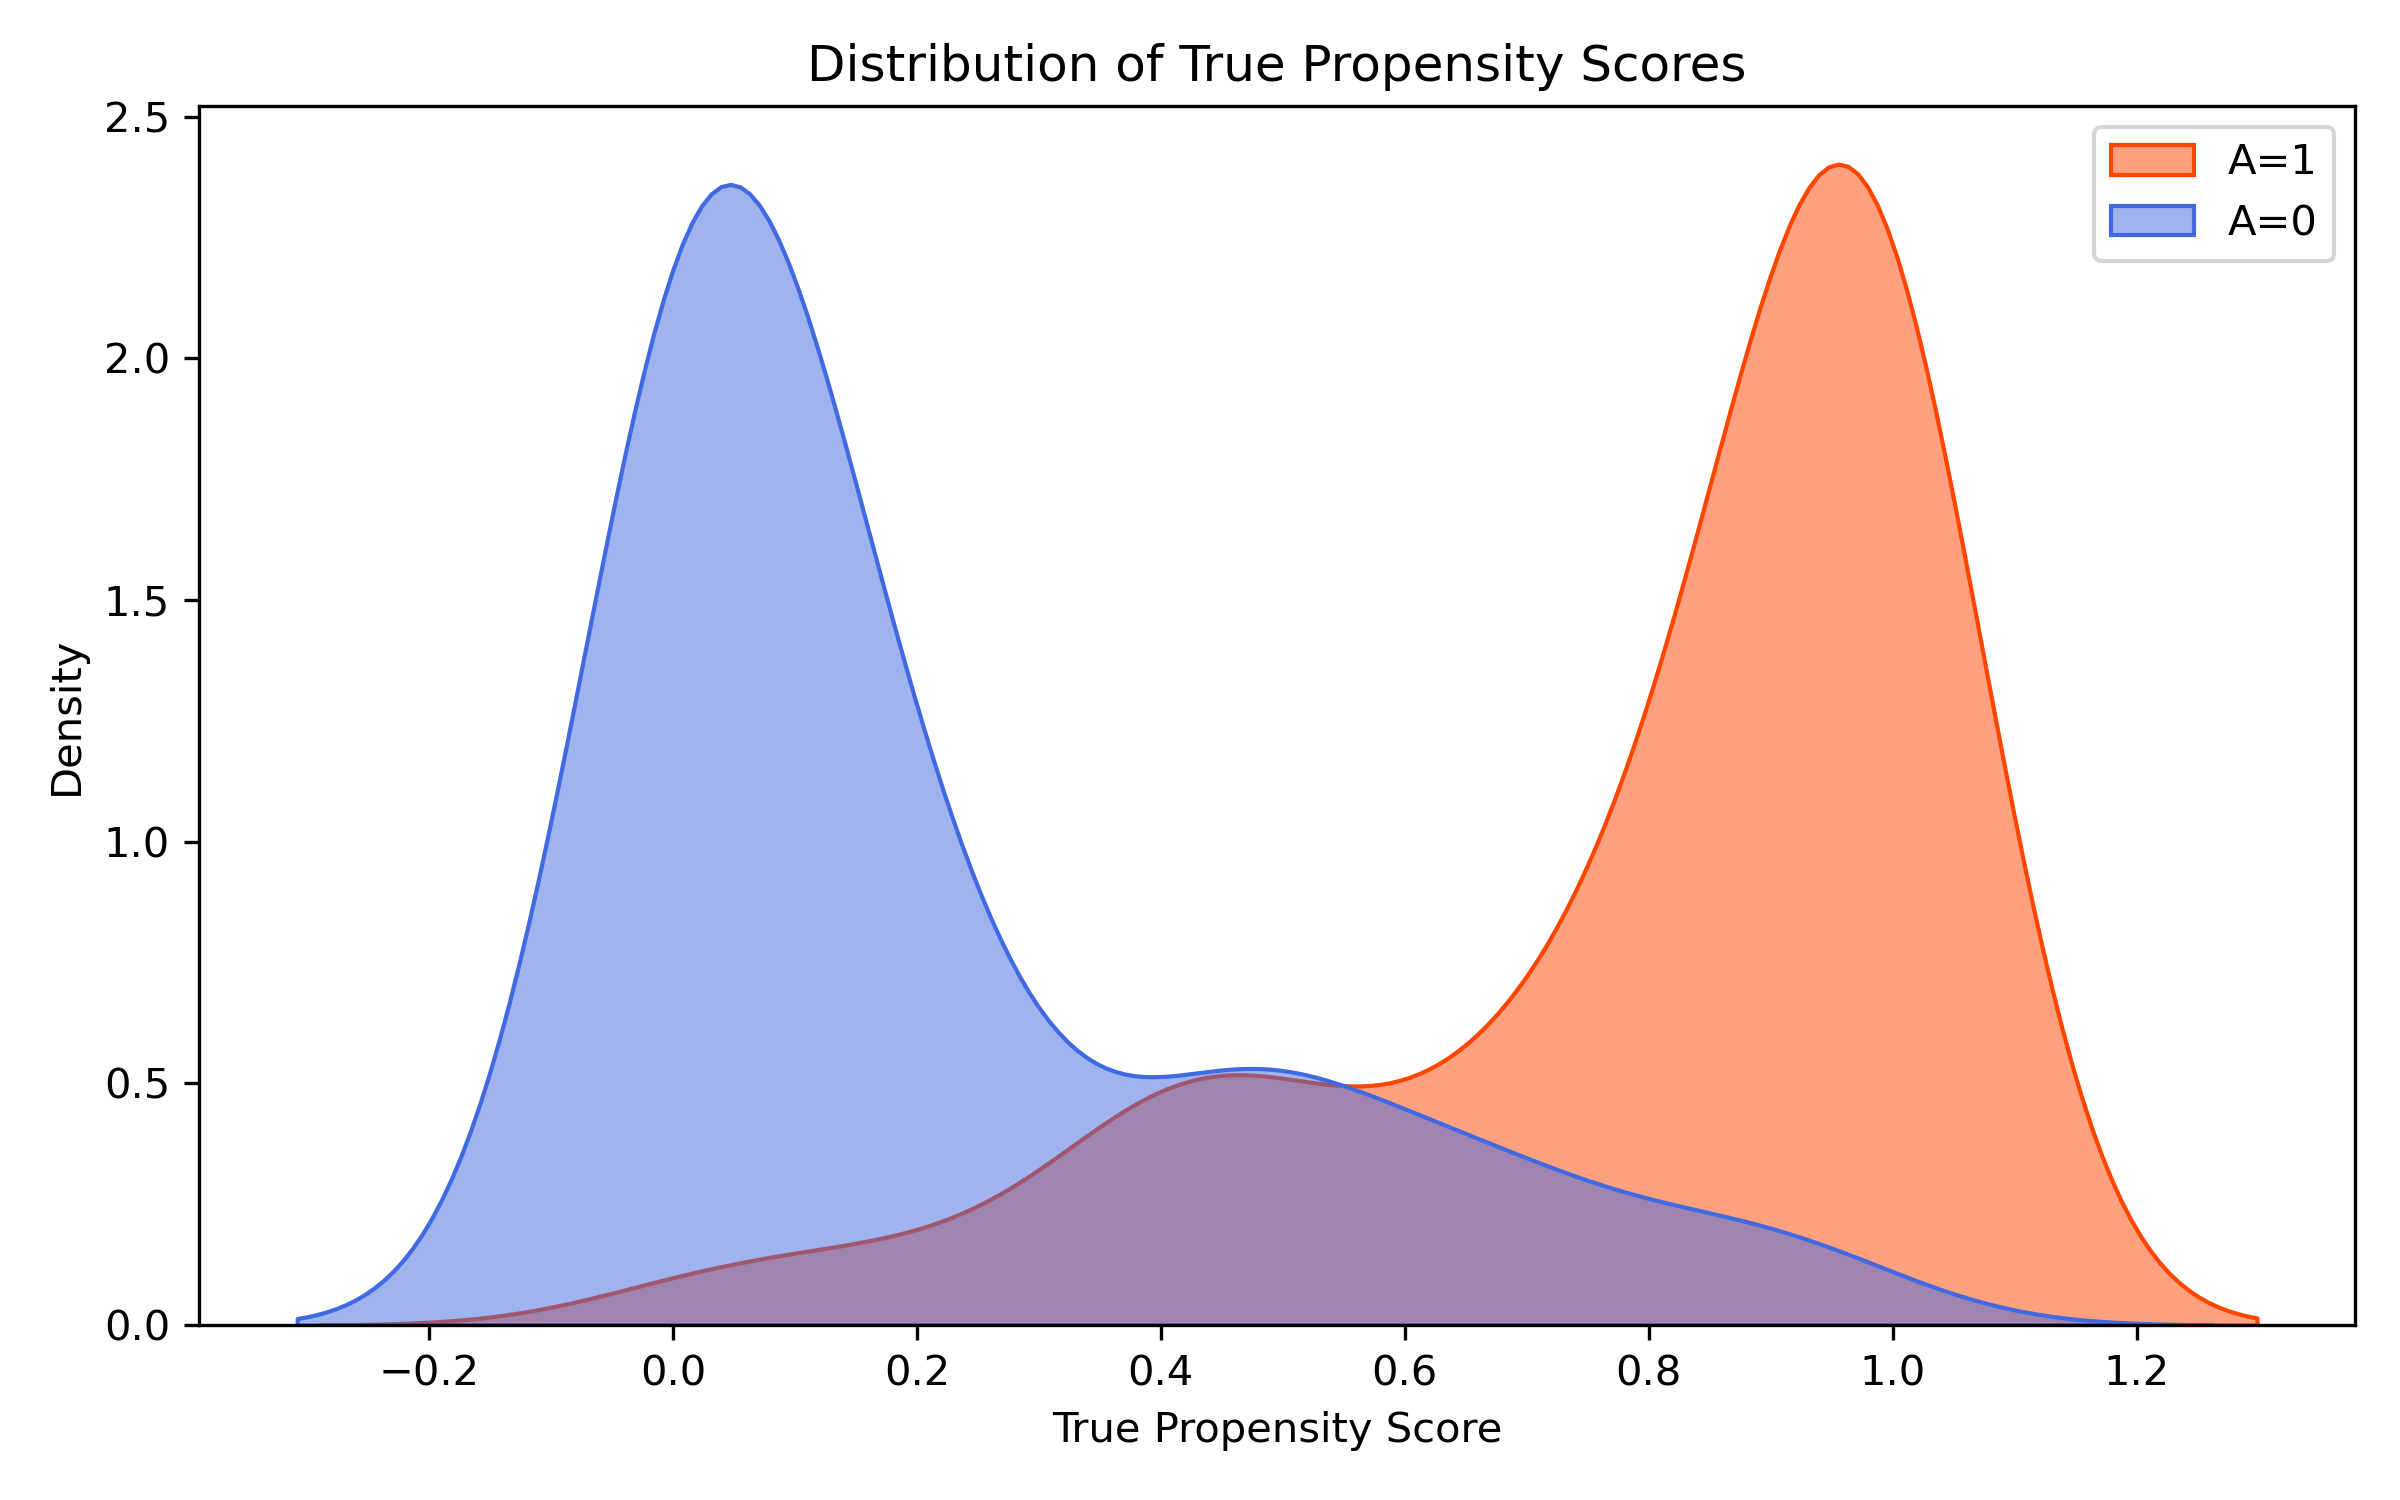 Distribution of True Propensity Scores
2.5
2.0
1.5
1.0
0.5
0.0
Density
A=1
A=0
−0.2 0.0 0.2 0.4 0.6 0.8 1.0 1.2
True Propensity Score